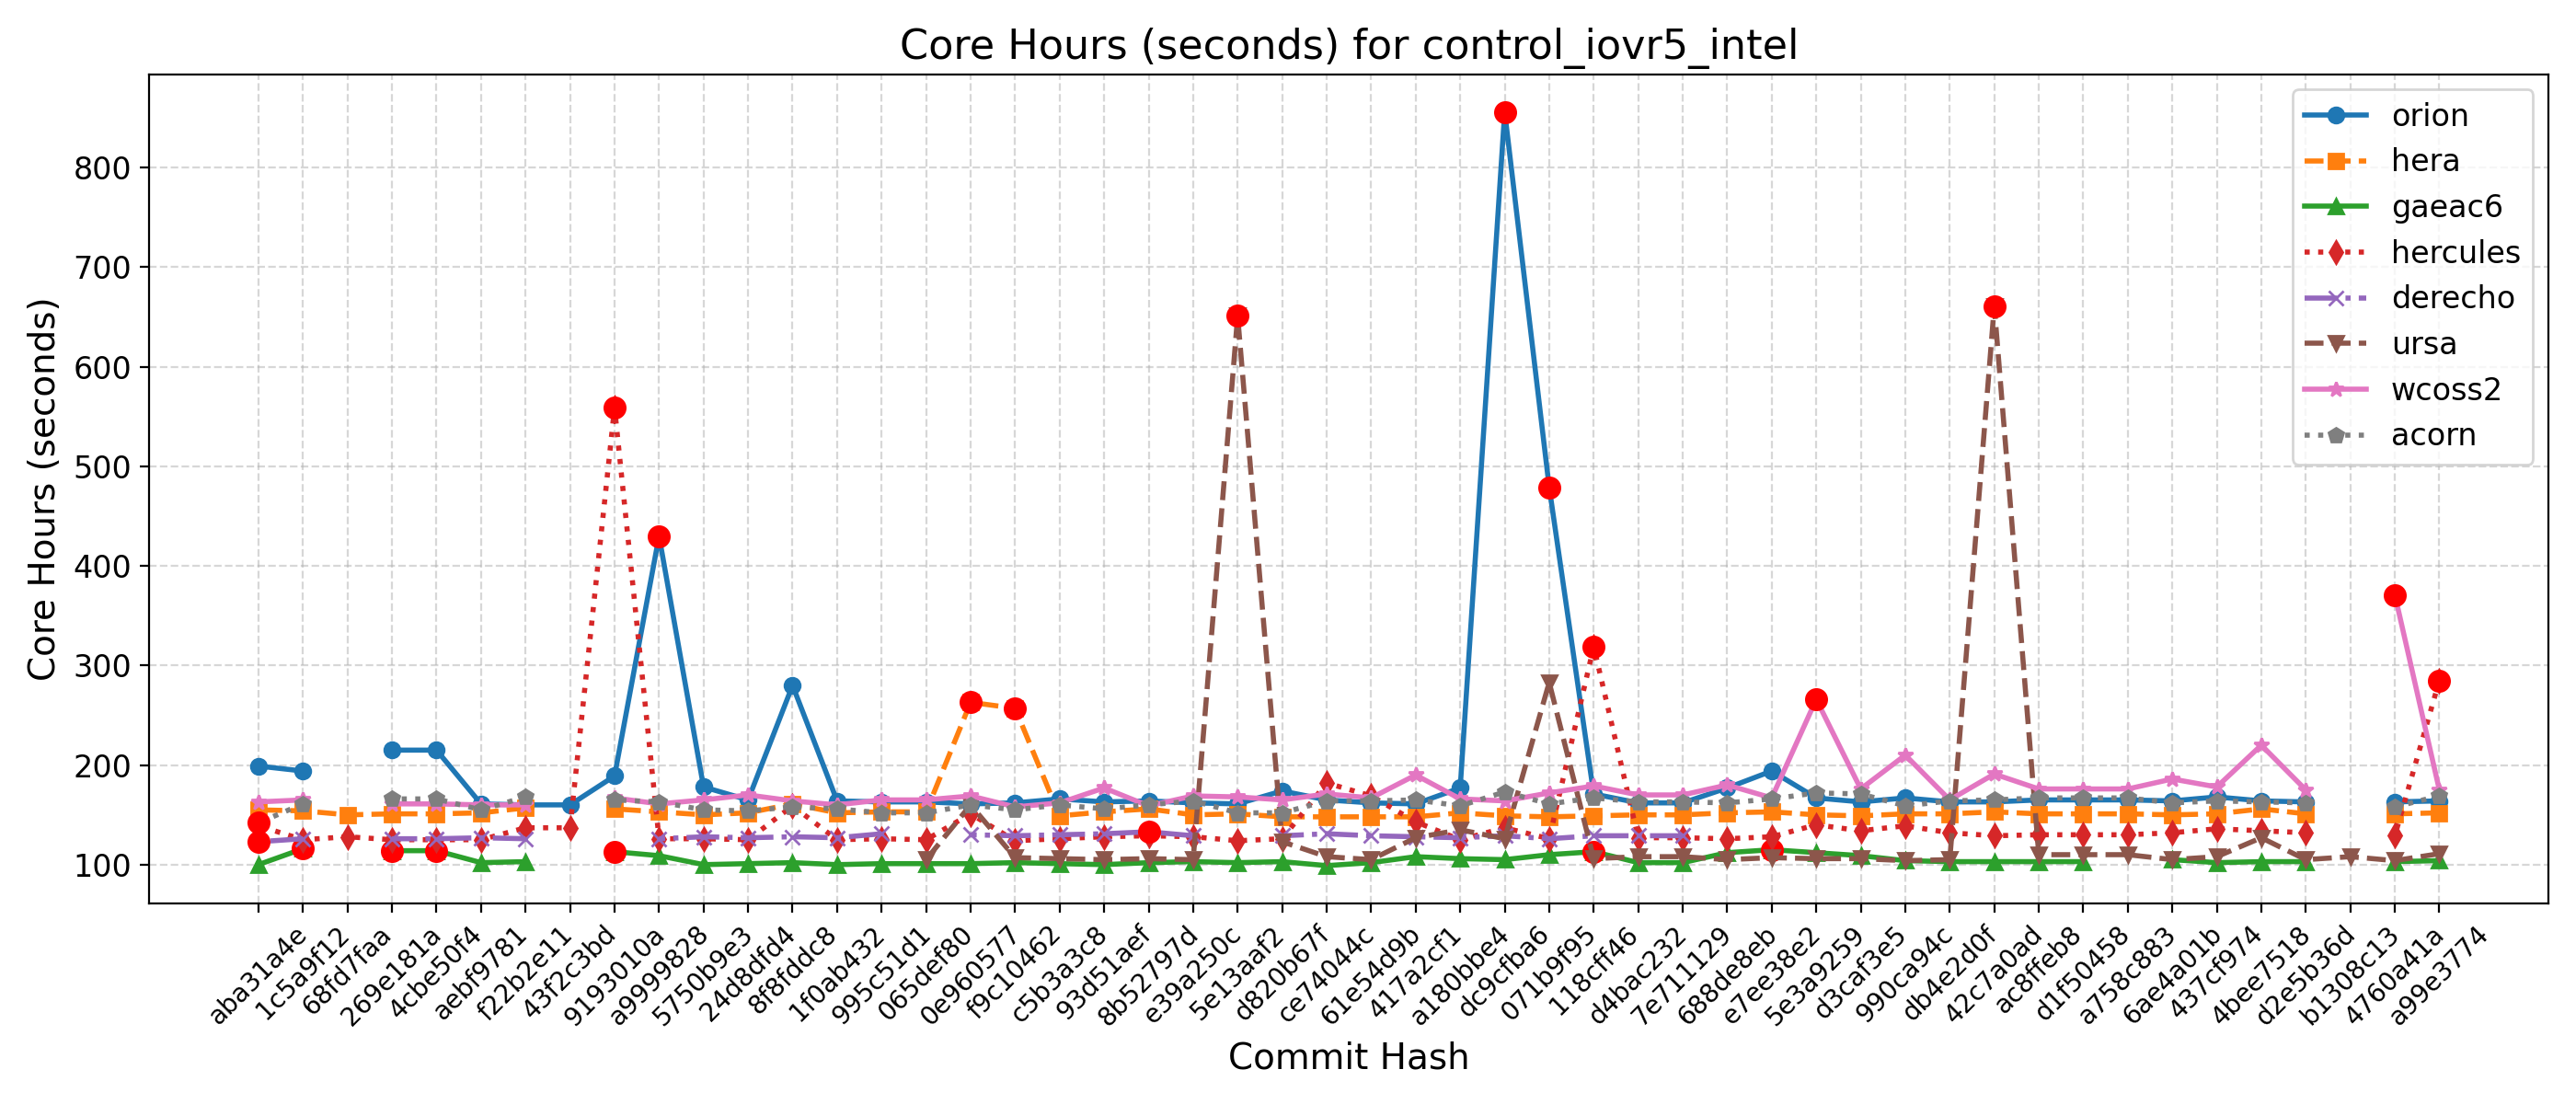 Core Hours (seconds) for control_iovr5_intel
Core Hours (seconds)
800
700
600
500
400
300
200
100
orion
hera
gaeac6
hercules
derecho
ursa
wcoss2
acorn
aba31a4e
1c5a9f12
68fd7faa
269e181a
4cbe50f4
aebf9781
f22b2e11
43f2c3bd
9193010a
a9999828
5750b9e3
24d8dfd4
8f8fddc8
1f0ab432
995c51d1
065def80
0e960577
f9c10462
c5b3a3c8
93d51aef
8b52797d
e39a250c
5e13aaf2
d820b67f
ce74044c
61e54d9b
417a2cf1
a180bbe4
dc9cfba6
071b9f95
118cff46
d4bac232
7e711129
688de8eb
e7ee38e2
5e3a9259
d3caf3e5
990ca94c
db4e2d0f
42c7a0ad
ac8ffeb8
d1f50458
a758c883
6ae4a01b
437cf974
4bee7518
d2e5b36d
b1308c13
4760a41a
a99e3774
Commit Hash